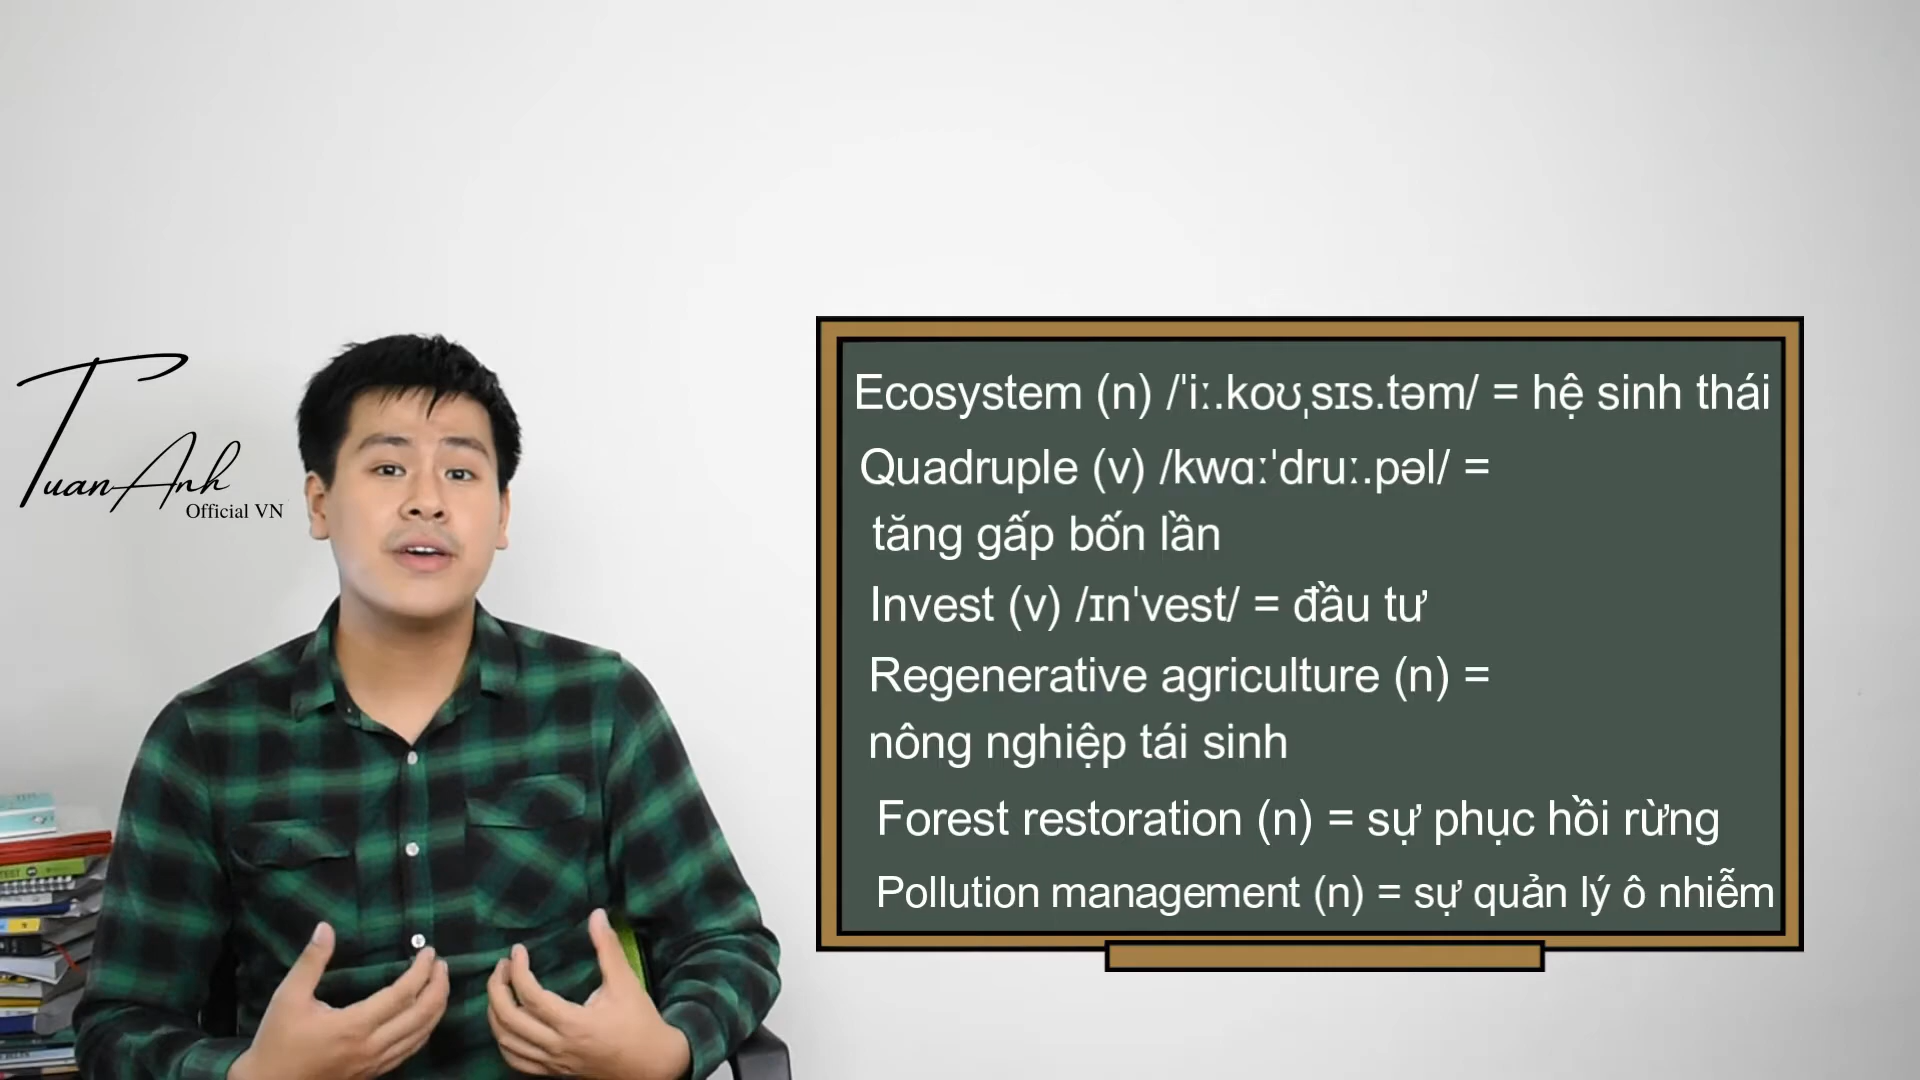 TuanAnh
Official VN
Ecosystem (n) /ˈiː.koʊˌsɪs.təm/ = hệ sinh thái
Quadruple (v) /kwɑːˈdruː.pəl/ =
tăng gấp bốn lần
Invest (v) /ɪnˈvest/ = đầu tư
Regenerative agriculture (n) =
nông nghiệp tái sinh
Forest restoration (n) = sự phục hồi rừng
Pollution management (n) = sự quản lý ô nhiễm